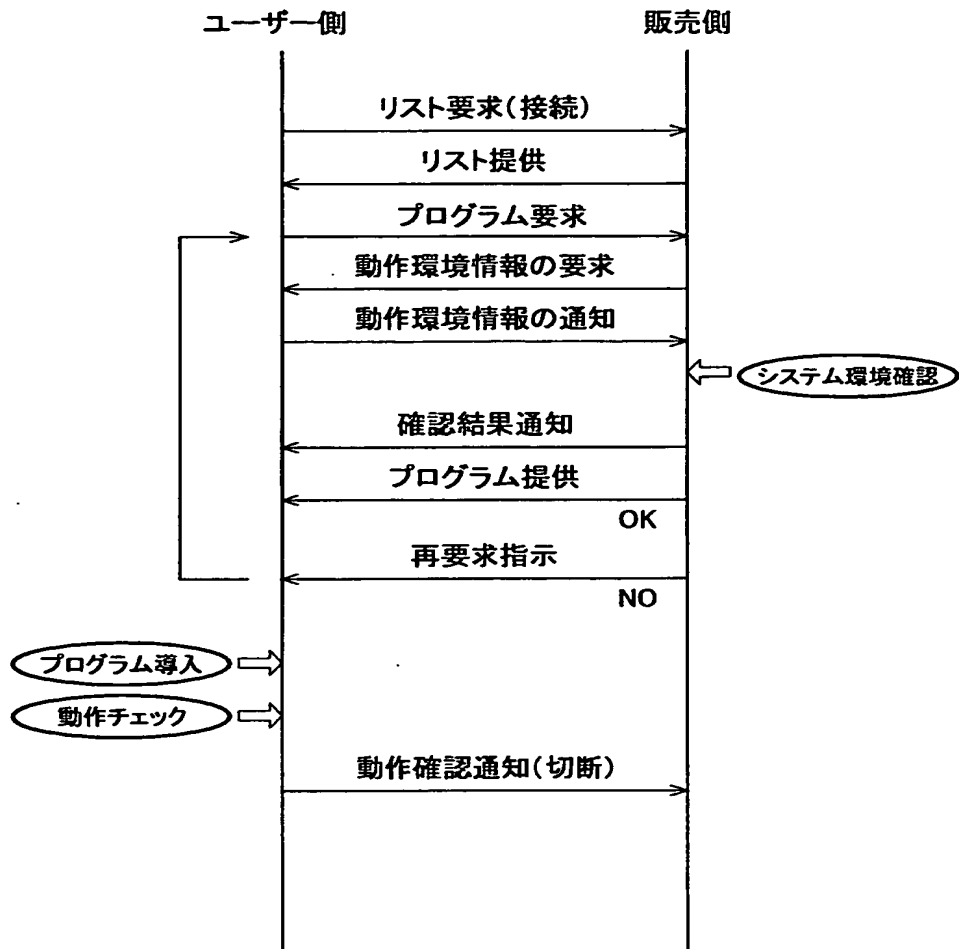 ユーザー側
販売側
リスト要求(接続)
リスト提供
プログラム要求
動作環境情報の要求
動作環境情報の通知
システム環境確認
確認結果通知
プログラム提供
OK
再要求指示
NO
プログラム導入
動作チェック
動作確認通知(切断)